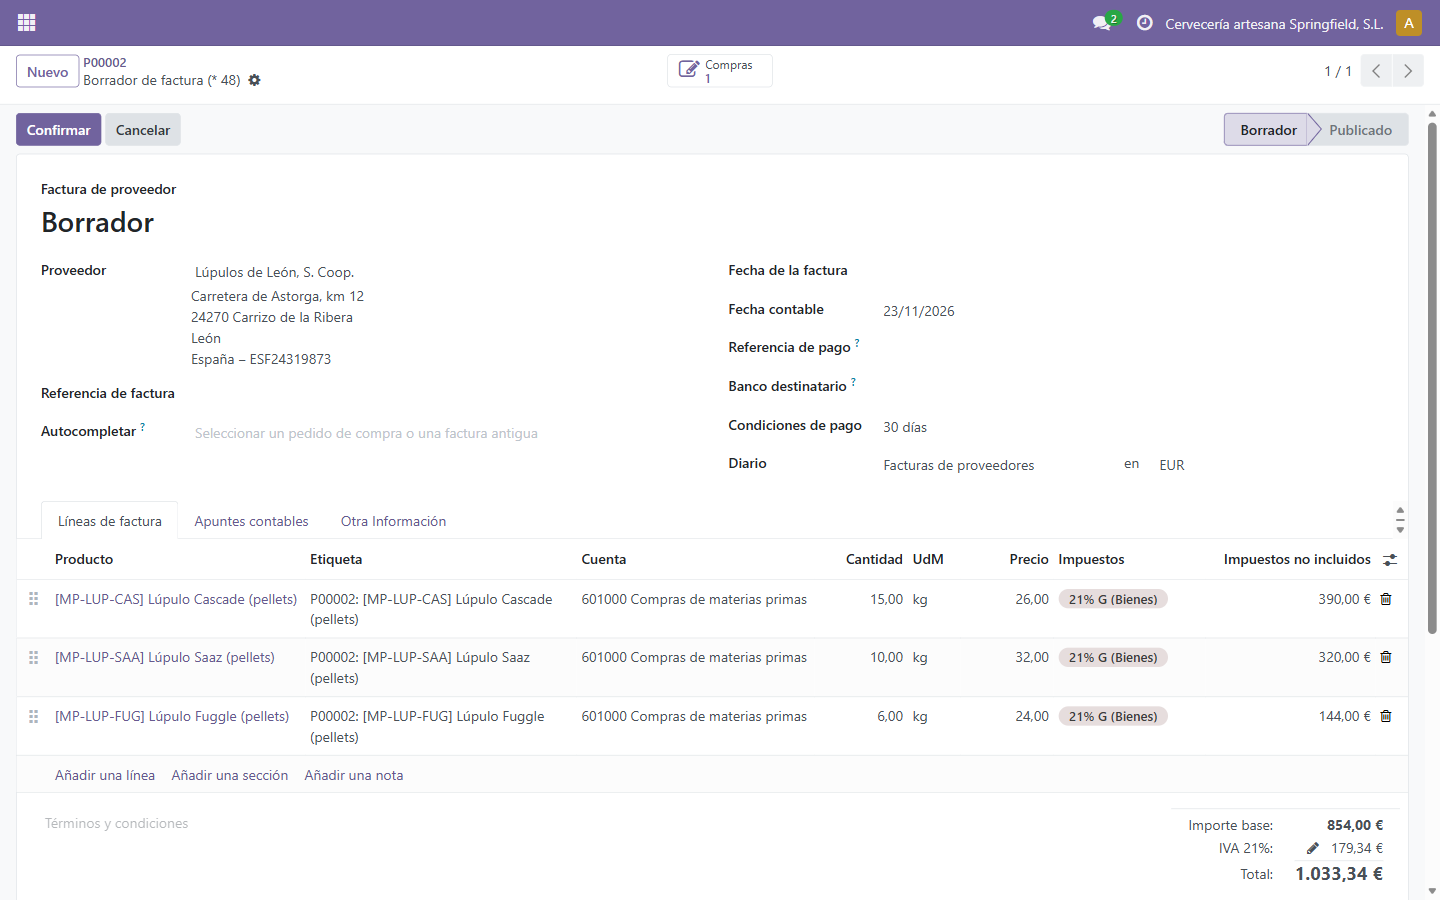 2
Cervecería artesana Springfield, S.L.
A
Nuevo
P00002
Borrador de factura (* 48)
Compras
1
1 / 1
Confirmar
Cancelar
Borrador
Publicado
Factura de proveedor
Borrador
Proveedor
Lúpulos de León, S. Coop.
Carretera de Astorga, km 12
24270 Carrizo de la Ribera
León
España – ESF24319873
Referencia de factura
Autocompletar ?
Seleccionar un pedido de compra o una factura antigua
Fecha de la factura
Fecha contable
23/11/2026
Referencia de pago ?
Banco destinatario ?
Condiciones de pago
30 días
Diario
Facturas de proveedores
en
EUR
Líneas de factura
Apuntes contables
Otra Información
Producto Etiqueta Cuenta Cantidad UdM Precio Impuestos Impuestos no incluidos
[MP-LUP-CAS] Lúpulo Cascade (pellets) P00002: [MP-LUP-CAS] Lúpulo Cascade 601000 Compras de materias primas 15,00 kg 26,00 21% G (Bienes) 390,00 €
(pellets)
[MP-LUP-SAA] Lúpulo Saaz (pellets) P00002: [MP-LUP-SAA] Lúpulo Saaz 601000 Compras de materias primas 10,00 kg 32,00 21% G (Bienes) 320,00 €
(pellets)
[MP-LUP-FUG] Lúpulo Fuggle (pellets) P00002: [MP-LUP-FUG] Lúpulo Fuggle 601000 Compras de materias primas 6,00 kg 24,00 21% G (Bienes) 144,00 €
(pellets)
Añadir una línea Añadir una sección Añadir una nota
Términos y condiciones
Importe base: 854,00 €
IVA 21%: 179,34 €
Total: 1.033,34 €